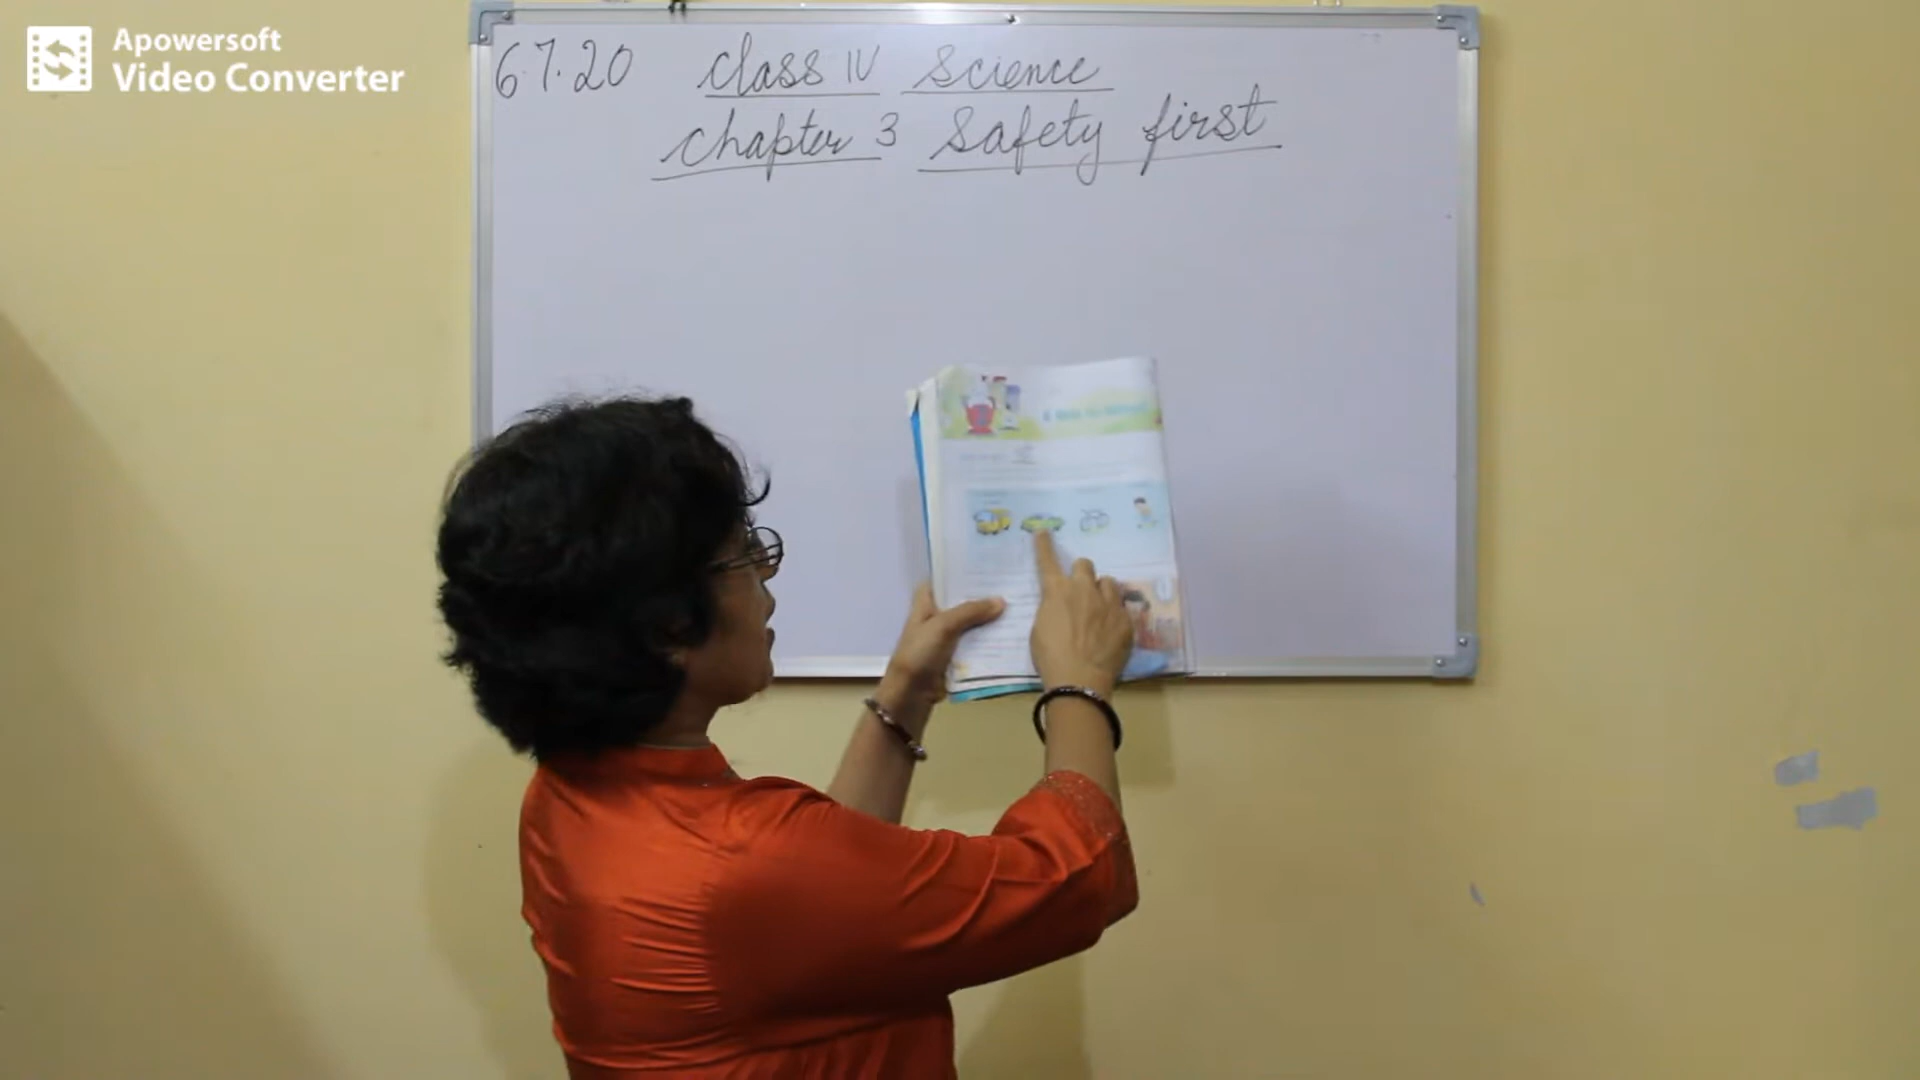 Apowersoft
Video Converter
6.7.20 class IV science
chapter 3 safety first